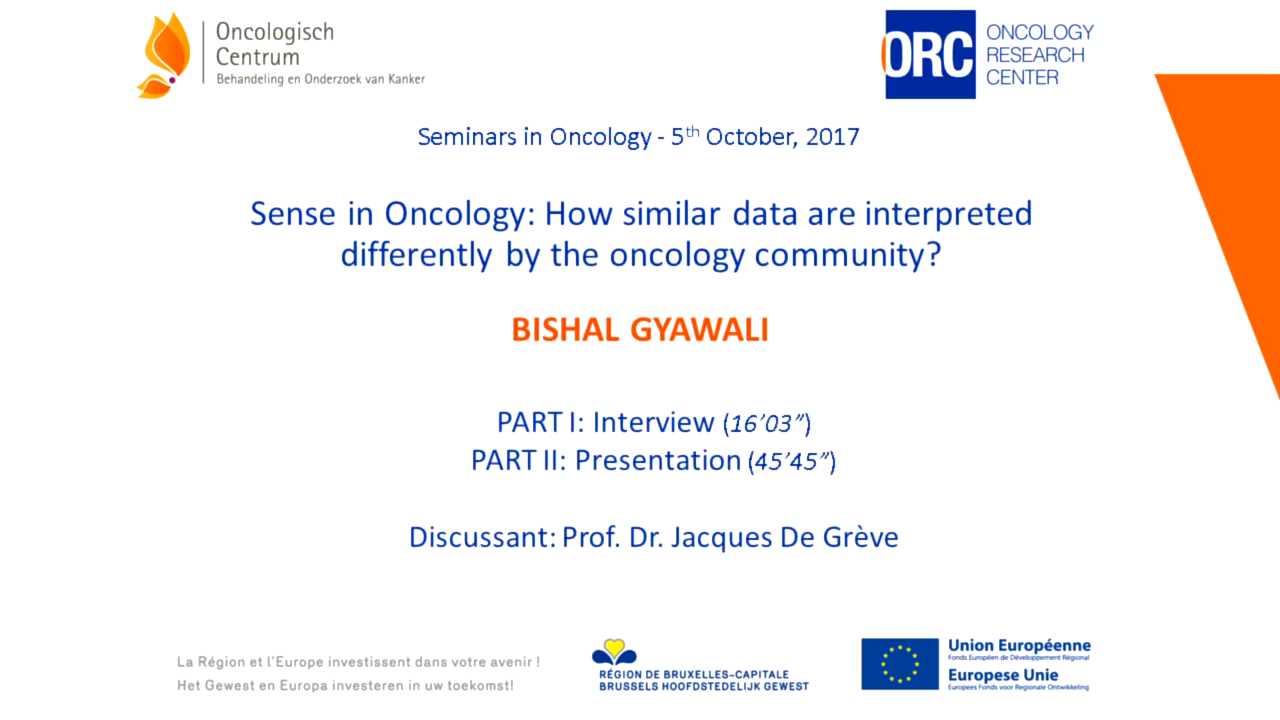 Oncologisch
Centrum
Behandeling en Onderzoek van Kanker
ORC
ONCOLOGY
RESEARCH
CENTER
Seminars in Oncology - 5th October, 2017
Sense in Oncology: How similar data are interpreted
differently by the oncology community?
BISHAL GYAWALI
PART I: Interview (16’03”)
PART II: Presentation (45’45”)
Discussant: Prof. Dr. Jacques De Grève
La Région et l’Europe investissent dans votre avenir !
Het Gewest en Europa investeren in uw toekomst!
RÉGION DE BRUXELLES-CAPITALE
BRUSSELS HOOFDSTEDELIJK GEWEST
Union Européenne
Fonds Européen de Développement Régional
Europese Unie
Europees Fonds voor Regionale Ontwikkeling